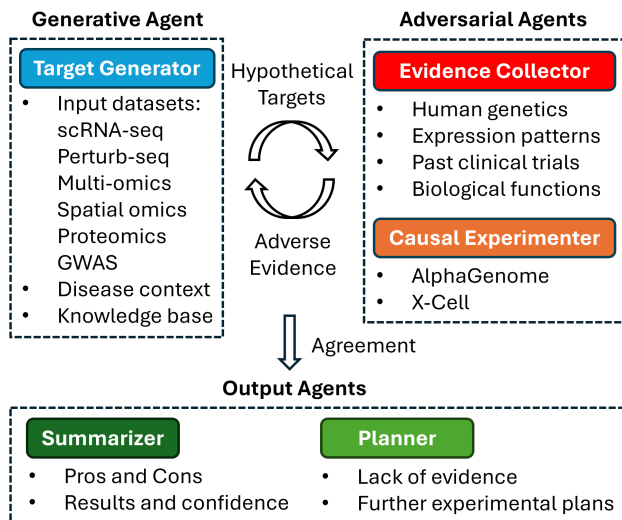 Generative Agent
Target Generator
• Input datasets:
scRNA-seq
Perturb-seq
Multi-omics
Spatial omics
Proteomics
GWAS
• Disease context
• Knowledge base
Hypothetical
Targets
Adverse
Evidence
Adversarial Agents
Evidence Collector
• Human genetics
• Expression patterns
• Past clinical trials
• Biological functions
Causal Experimenter
• AlphaGenome
• X-Cell
Agreement
Output Agents
Summarizer
• Pros and Cons
• Results and confidence
Planner
• Lack of evidence
• Further experimental plans